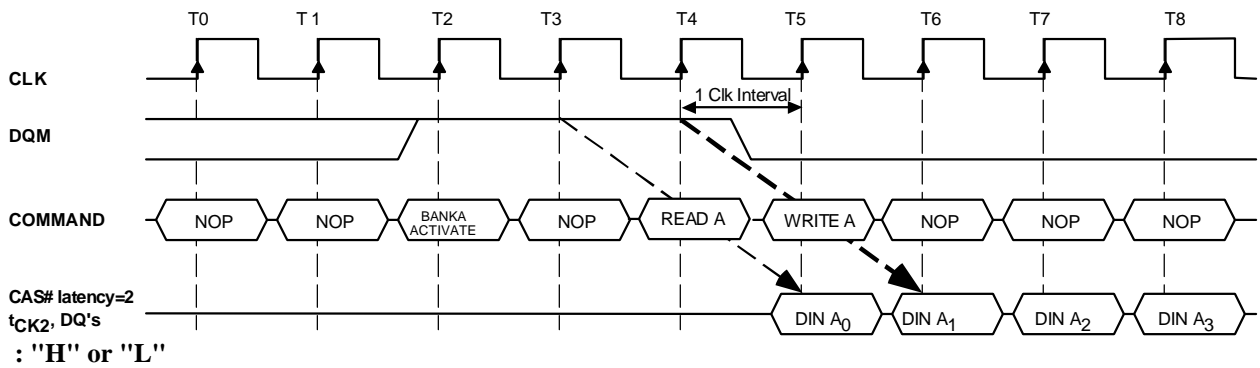 T0 T 1 T2 T3 T4 T5 T6 T7 T8
CLK
1 Clk Interval
DQM
COMMAND NOP NOP BANKA ACTIVATE NOP READ A WRITE A NOP NOP NOP
CAS# latency=2
tCK2, DQ's DIN A0 DIN A1 DIN A2 DIN A3
: "H" or "L"